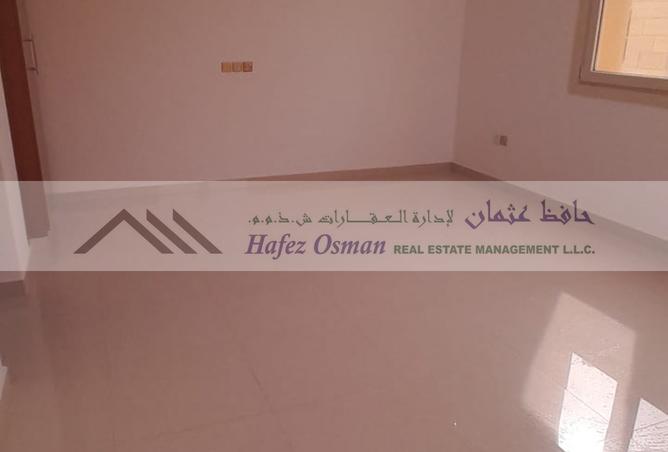 حافظ عثمان لإدارة العقارات ش.ذ.م.م.
Hafez Osman REAL ESTATE MANAGEMENT L.L.C.